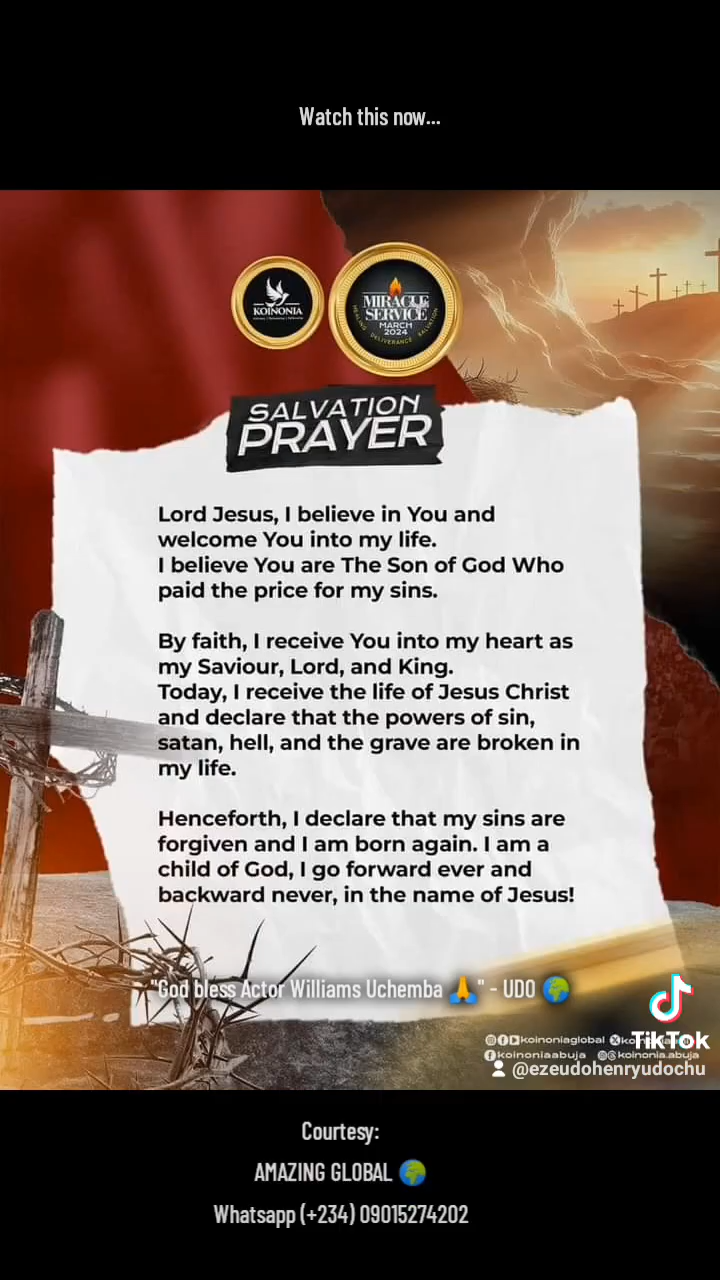 Watch this now...
KOINONIA
MIRACLE
SERVICE
MARCH
2024
HEALING DELIVERANCE SALVATION
SALVATION
PRAYER
Lord Jesus, I believe in You and
welcome You into my life.
I believe You are The Son of God Who
paid the price for my sins.
By faith, I receive You into my heart as
my Saviour, Lord, and King.
Today, I receive the life of Jesus Christ
and declare that the powers of sin,
satan, hell, and the grave are broken in
my life.
Henceforth, I declare that my sins are
forgiven and I am born again. I am a
child of God, I go forward ever and
backward never, in the name of Jesus!
"God bless Actor Williams Uchemba 🙏" - UDO 🌍
koinoniaglobal
TikTok
koinoniaabuja koinonia.abuja
@ezeudohenryudochu
Courtesy:
AMAZING GLOBAL 🌍
Whatsapp (+234) 09015274202